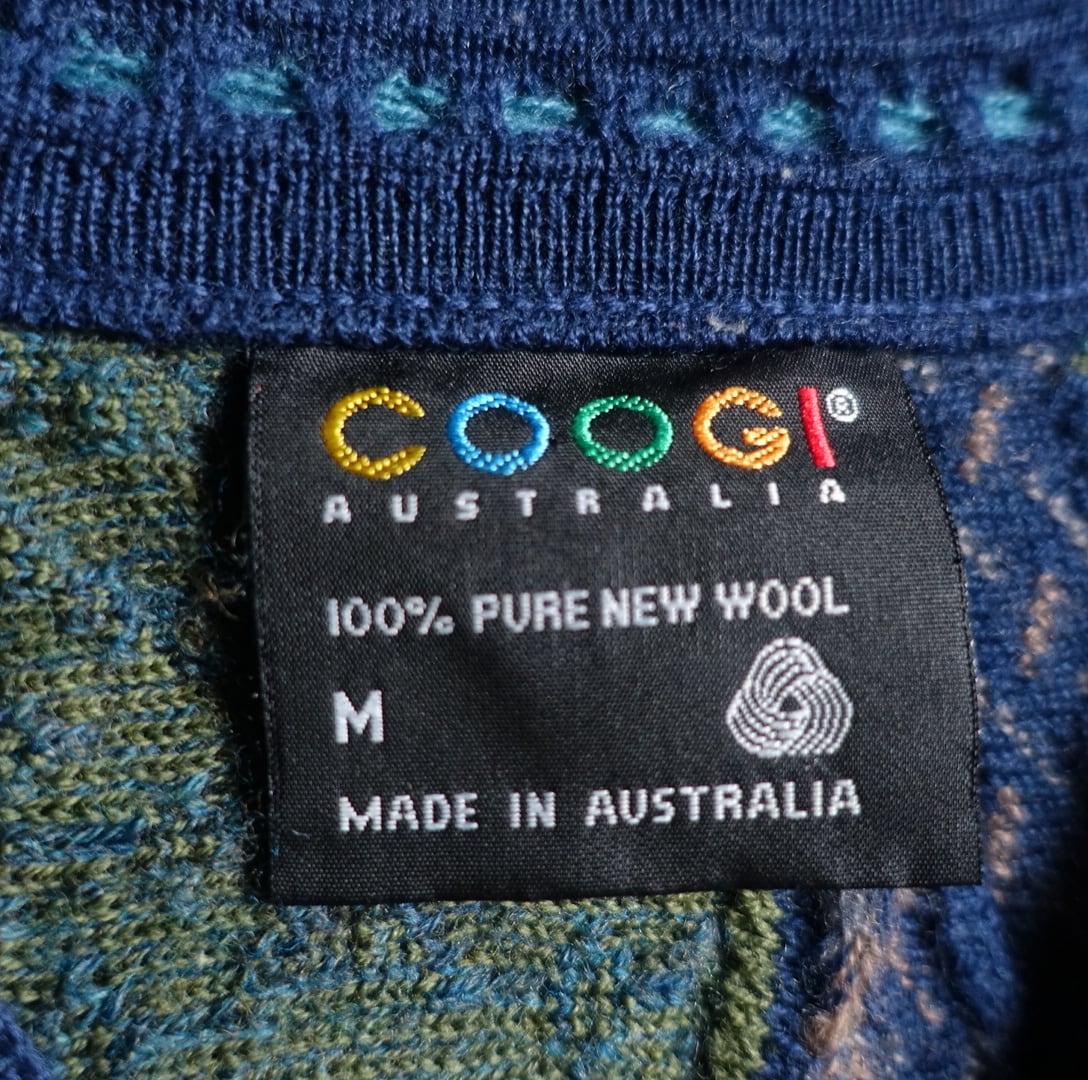 COOGI®
AUSTRALIA
100% PURE NEW WOOL
M
MADE IN AUSTRALIA